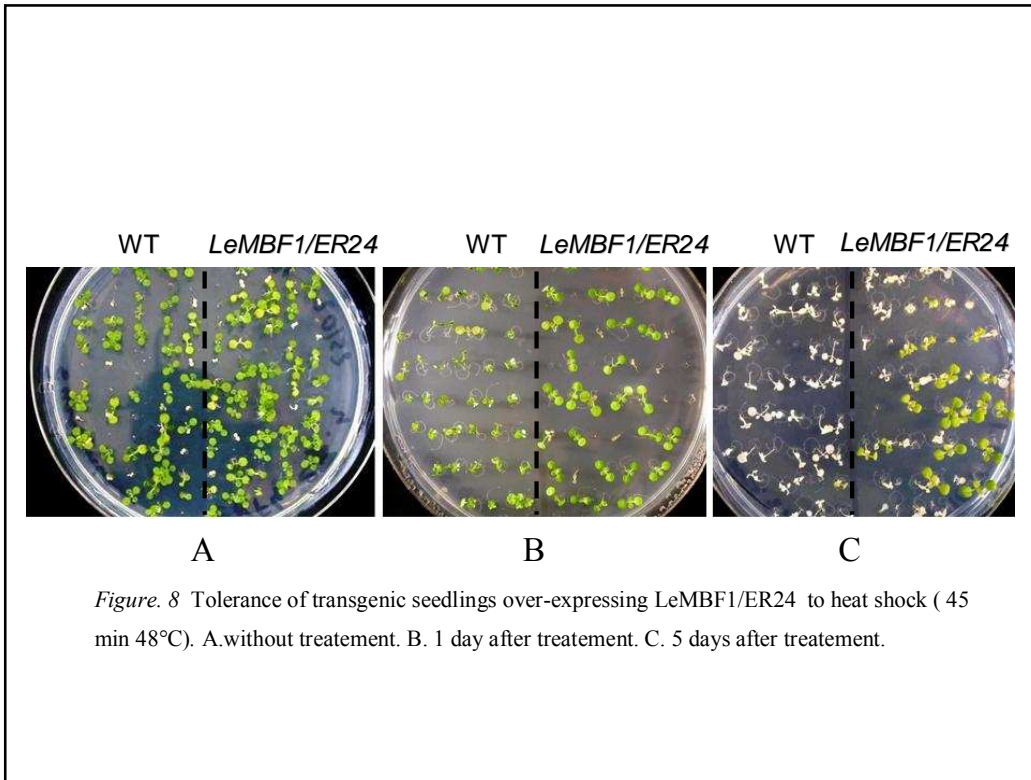 WT LeMBF1/ER24 WT LeMBF1/ER24 WT LeMBF1/ER24
A B C
Figure. 8 Tolerance of transgenic seedlings over-expressing LeMBF1/ER24 to heat shock ( 45
min 48°C). A.without treatement. B. 1 day after treatement. C. 5 days after treatement.